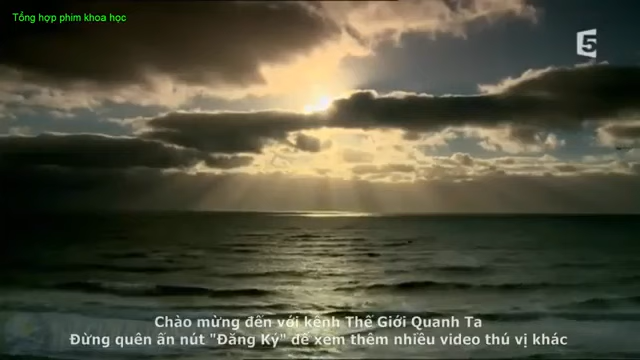 Tổng hợp phim khoa học
5
Chào mừng đến với kênh Thế Giới Quanh Ta
Đừng quên ấn nút "Đăng Ký" để xem thêm nhiều video thú vị khác